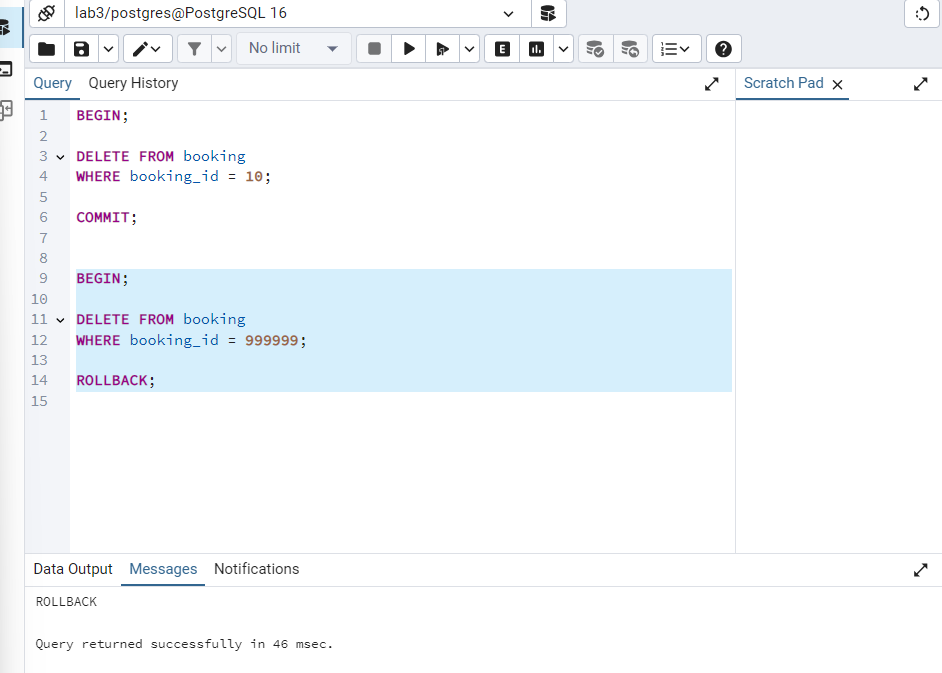 lab3/postgres@PostgreSQL 16
No limit
E
Query Query History
Scratch Pad
1 BEGIN;
2
3 DELETE FROM booking
4 WHERE booking_id = 10;
5
6 COMMIT;
7
8
9 BEGIN;
10
11 DELETE FROM booking
12 WHERE booking_id = 999999;
13
14 ROLLBACK;
15
Data Output Messages Notifications
ROLLBACK
Query returned successfully in 46 msec.